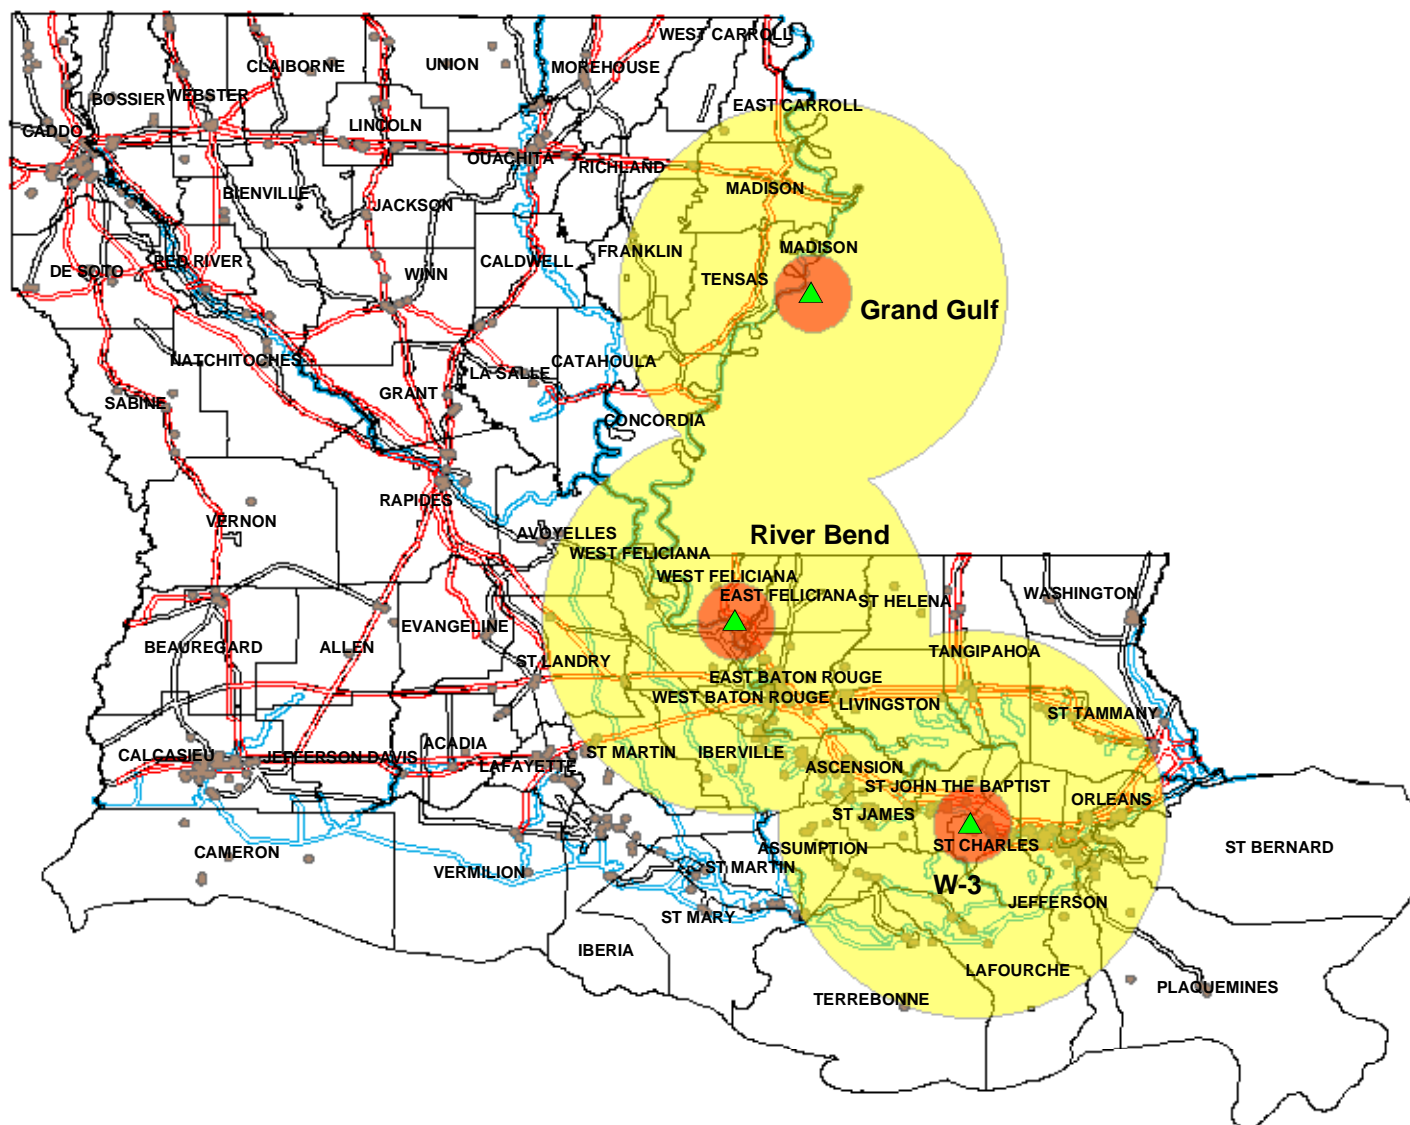 WEST CARROLL
CLAIBORNE
UNION
MOREHOUSE
BOSSIER
WEBSTER
EAST CARROLL
CADDO
LINCOLN
OUACHITA
RICHLAND
MADISON
BIENVILLE
JACKSON
MADISON
FRANKLIN
DE SOTO
RED RIVER
WINN
CALDWELL
TENSAS
Grand Gulf
NATCHITOCHES
LA SALLE
CATAHOULA
SABINE
GRANT
CONCORDIA
RAPIDES
VERNON
AVOYELLES
River Bend
WEST FELICIANA
WEST FELICIANA
EAST FELICIANA
ST HELENA
WASHINGTON
BEAUREGARD
ALLEN
EVANGELINE
ST LANDRY
TANGIPAHOA
EAST BATON ROUGE
WEST BATON ROUGE
LIVINGSTON
ST TAMMANY
CALCASIEU
JEFFERSON DAVIS
ACADIA
LAFAYETTE
ST MARTIN
IBERVILLE
ASCENSION
ST JOHN THE BAPTIST
ORLEANS
ST JAMES
CAMERON
VERMILION
ASSUMPTION
ST CHARLES
ST BERNARD
ST MARTIN
W-3
ST MARY
JEFFERSON
IBERIA
LAFOURCHE
TERREBONNE
PLAQUEMINES